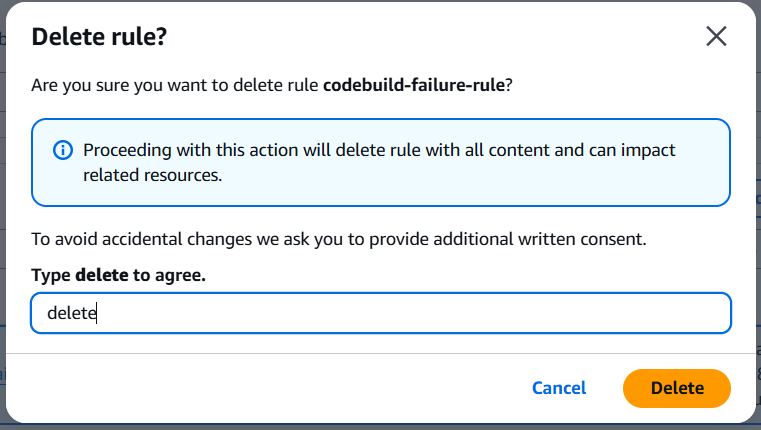 Delete rule?
Are you sure you want to delete rule codebuild-failure-rule?
Proceeding with this action will delete rule with all content and can impact
related resources.
To avoid accidental changes we ask you to provide additional written consent.
Type delete to agree.
delete
Cancel
Delete